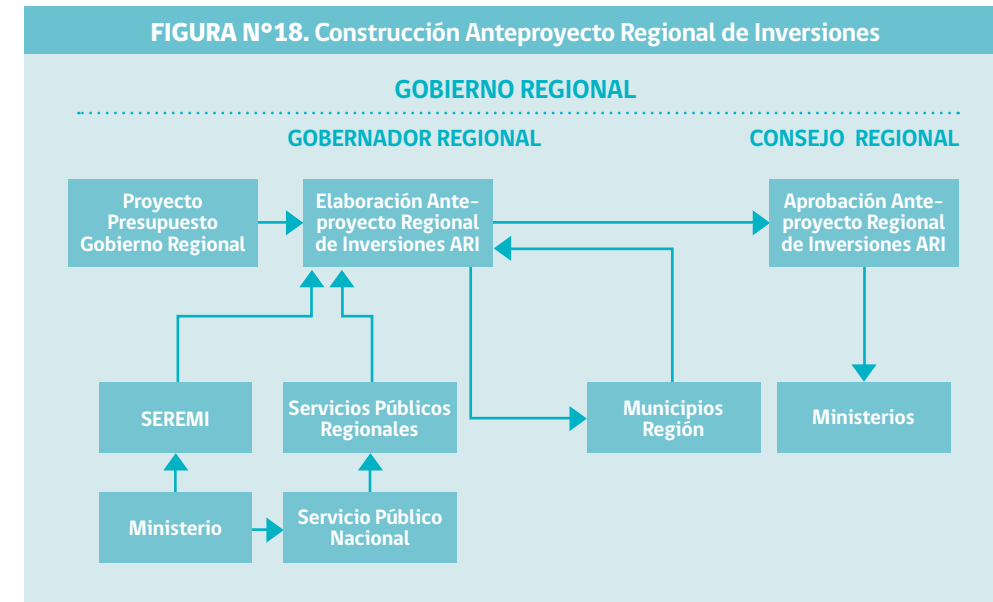 FIGURA N°18. Construcción Anteproyecto Regional de Inversiones
GOBIERNO REGIONAL
GOBERNADOR REGIONAL
CONSEJO REGIONAL
Proyecto
Presupuesto
Gobierno Regional
Elaboración Ante-
proyecto Regional
de Inversiones ARI
Aprobación Ante-
proyecto Regional
de Inversiones ARI
SEREMI
Servicios Públicos
Regionales
Municipios
Región
Ministerios
Ministerio
Servicio Público
Nacional